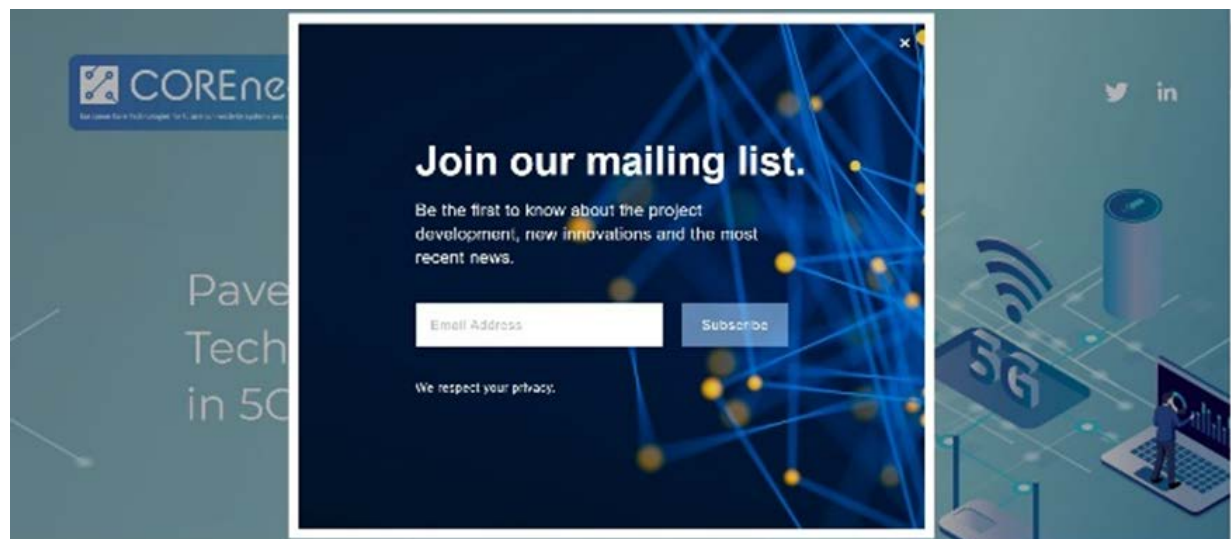 COREne
in
Join our mailing list.
Be the first to know about the project
development, new innovations and the most
recent news.
Pave
Tech
in 5G
Email Address
Subscribe
We respect your privacy.
5G